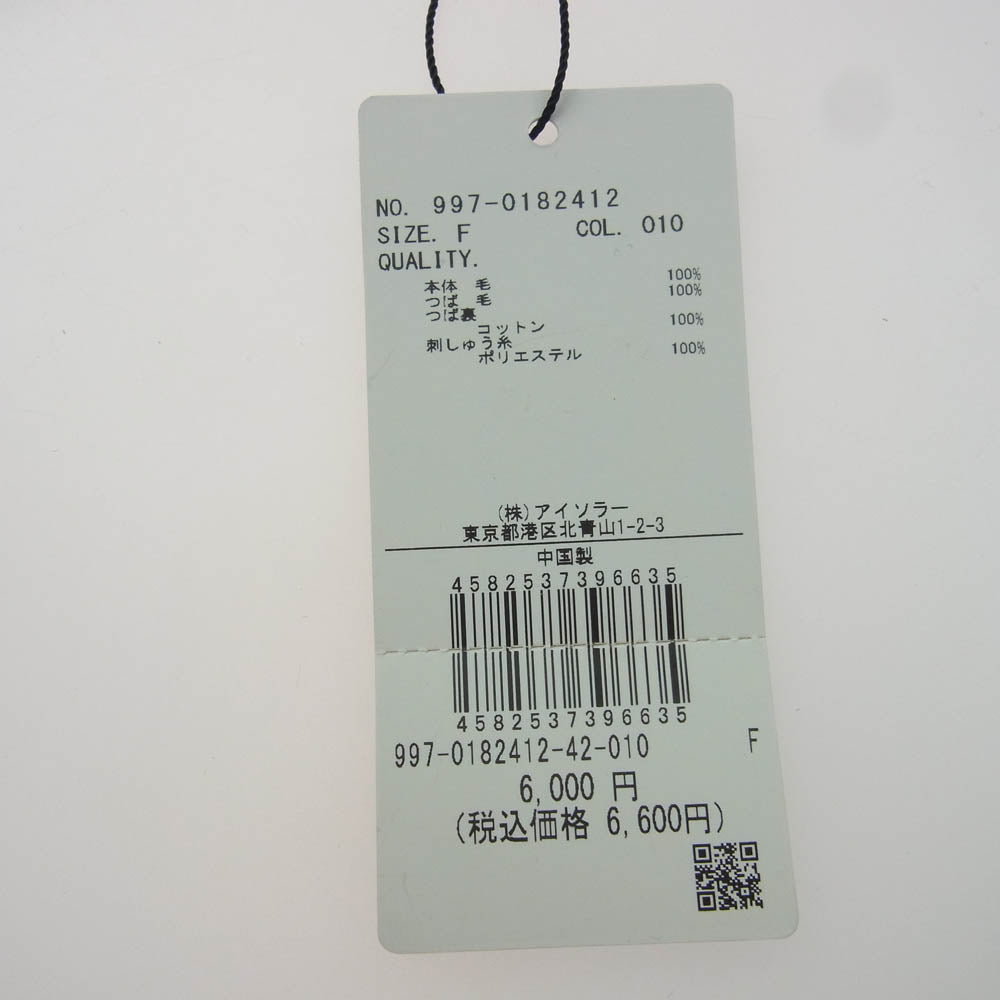 NO. 997-0182412
SIZE. F COL. 010
QUALITY.
本体 毛 100%
つば 毛 100%
つば裏
コットン 100%
刺しゅう糸
ポリエステル 100%
(株)アイソラー
東京都港区北青山1-2-3
中国製
4582537396635
4582537396635
997-0182412-42-010 F
6,000 円
(税込価格 6,600円)